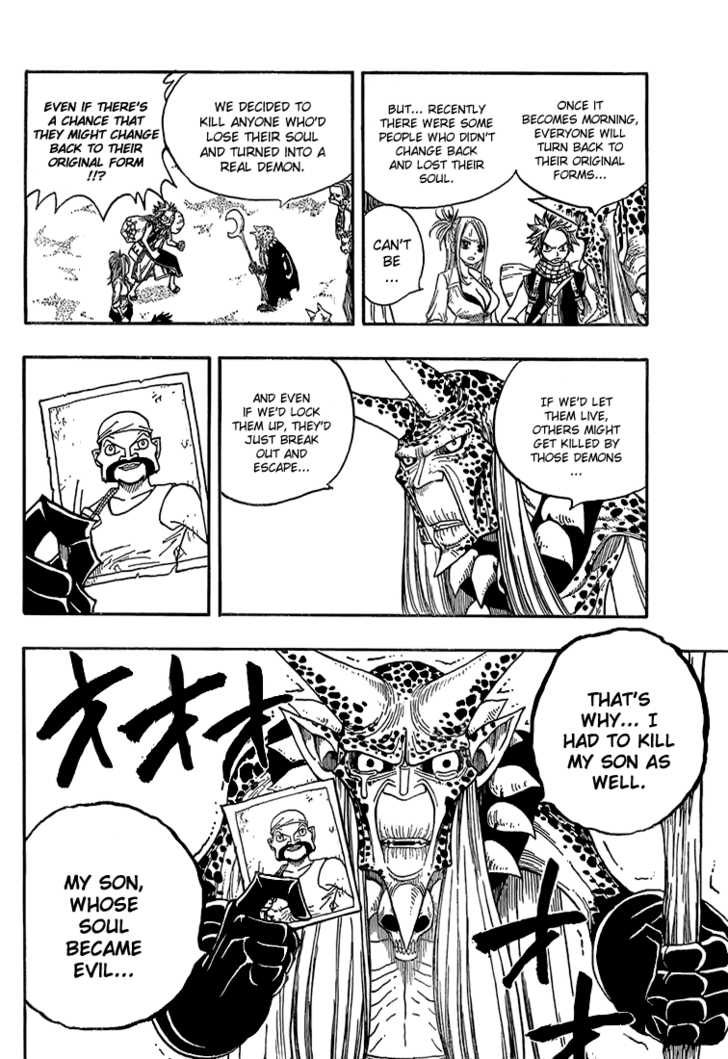 ONCE IT
BECOMES MORNING,
EVERYONE WILL
TURN BACK TO
THEIR ORIGINAL
FORMS...
BUT... RECENTLY
THERE WERE SOME
PEOPLE WHO DIDN'T
CHANGE BACK
AND LOST THEIR
SOUL.
CAN'T
BE
...
WE DECIDED TO
KILL ANYONE WHO'D
LOSE THEIR SOUL
AND TURNED INTO A
REAL DEMON.
EVEN IF THERE'S
A CHANCE THAT
THEY MIGHT CHANGE
BACK TO THEIR
ORIGINAL FORM
!!?
IF WE'D LET
THEM LIVE,
OTHERS MIGHT
GET KILLED BY
THOSE DEMONS
...
AND EVEN
IF WE'D LOCK
THEM UP, THEY'D
JUST BREAK
OUT AND
ESCAPE...
THAT'S
WHY... I
HAD TO KILL
MY SON AS
WELL.
オオオ
MY SON,
WHOSE
SOUL
BECAME
EVIL...
オオ